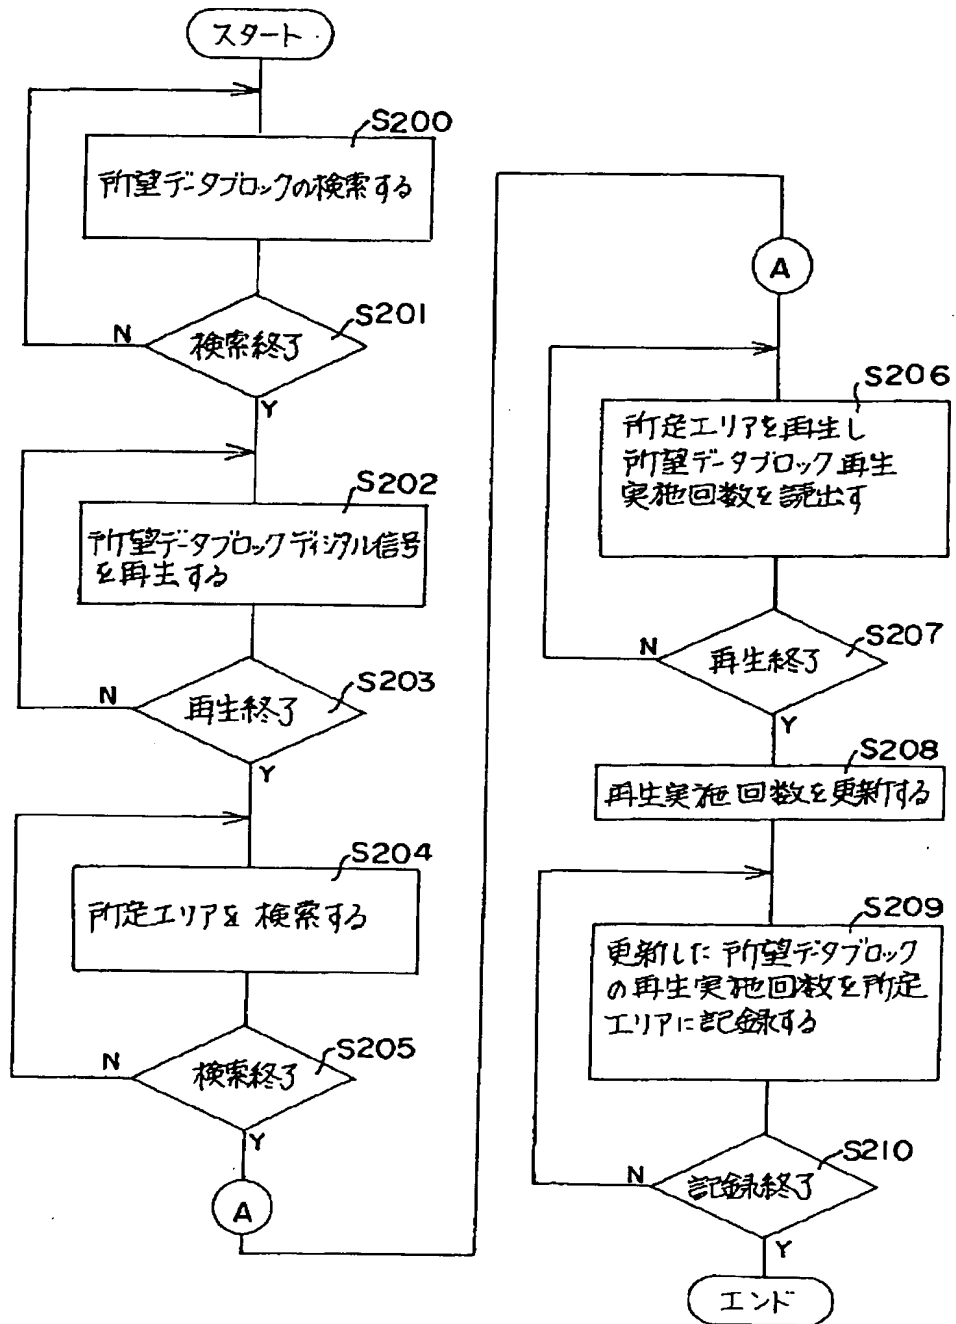 スタート
S200
所望データブロックの検索する
S201
検索終了
N
Y
S202
所望データブロックディジタル信号
を再生する
S203
再生終了
N
Y
S204
所定エリアを検索する
S205
検索終了
N
Y
A
A
S206
所定エリアを再生し
所望データブロック再生
実施回数を読出す
S207
再生終了
N
Y
S208
再生実施回数を更新する
S209
更新した所望データブロック
の再生実施回数を所定
エリアに記録する
S210
記録終了
N
Y
エンド